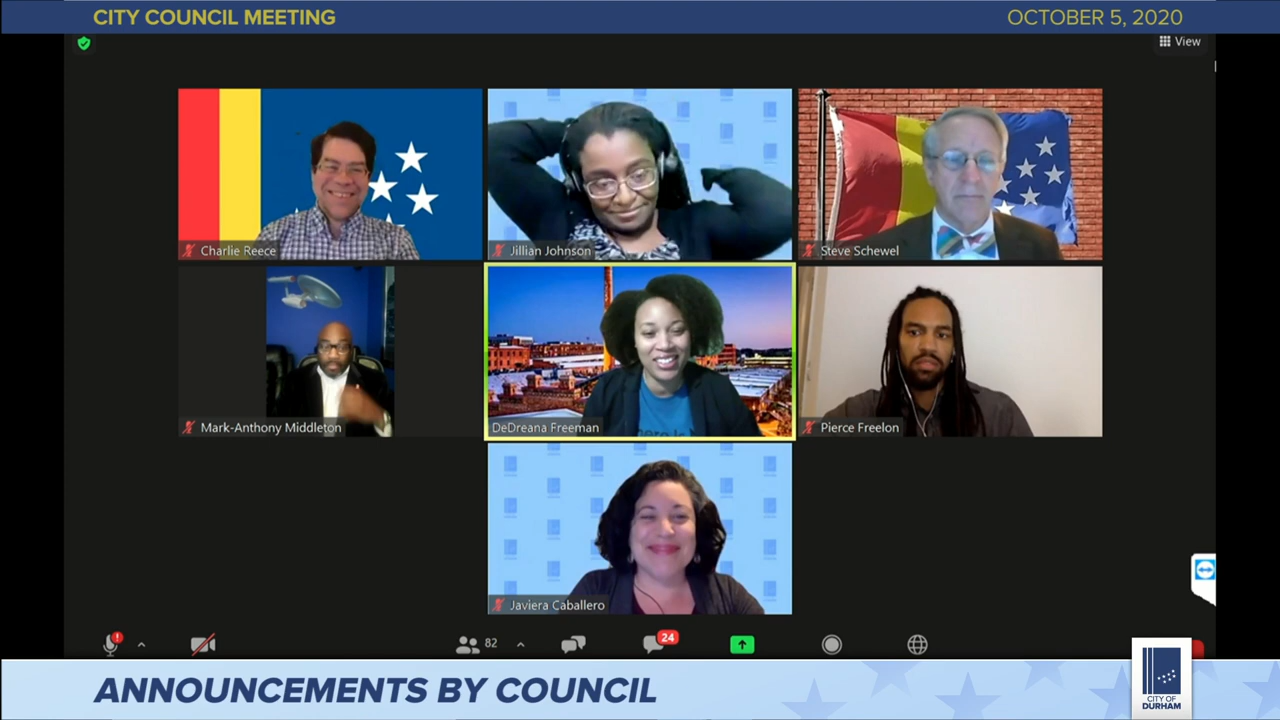 CITY COUNCIL MEETING
OCTOBER 5, 2020
View
Charlie Reece
Jillian Johnson
Steve Schewel
Mark-Anthony Middleton
DeDreana Freeman
Pierce Freelon
Javiera Caballero
82
24
ANNOUNCEMENTS BY COUNCIL
CITY OF
DURHAM